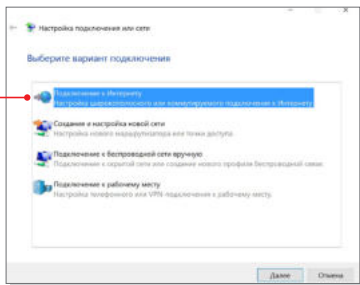 Настройка подключения или сети
Выберите вариант подключения
Подключение к Интернету
Настройка широкополосного или коммутируемого подключения к Интернету.
Создание и настройка новой сети
Настройка нового маршрутизатора или точки доступа.
Подключение к беспроводной сети вручную
Подключение к скрытой сети или создание нового профиля беспроводной связи.
Подключение к рабочему месту
Настройка телефонного или VPN-подключения к рабочему месту.
Далее
Отмена